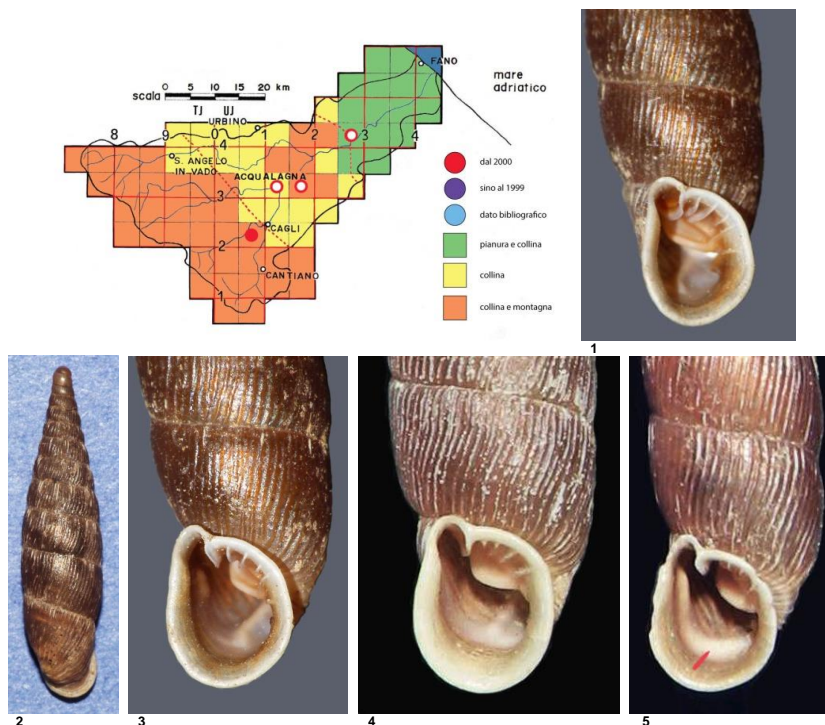 FANO
mare
adriatico
scala 0 5 10 15 20 km
TJ UJ
URBINO
8 9 0 1 2 3 4
4
S. ANGELO
IN VADO
ACQUALAGNA
3
CAGLI
2
CANTIANO
1
dal 2000
sino al 1999
dato bibliografico
pianura e collina
collina
collina e montagna
1
2
3
4
5